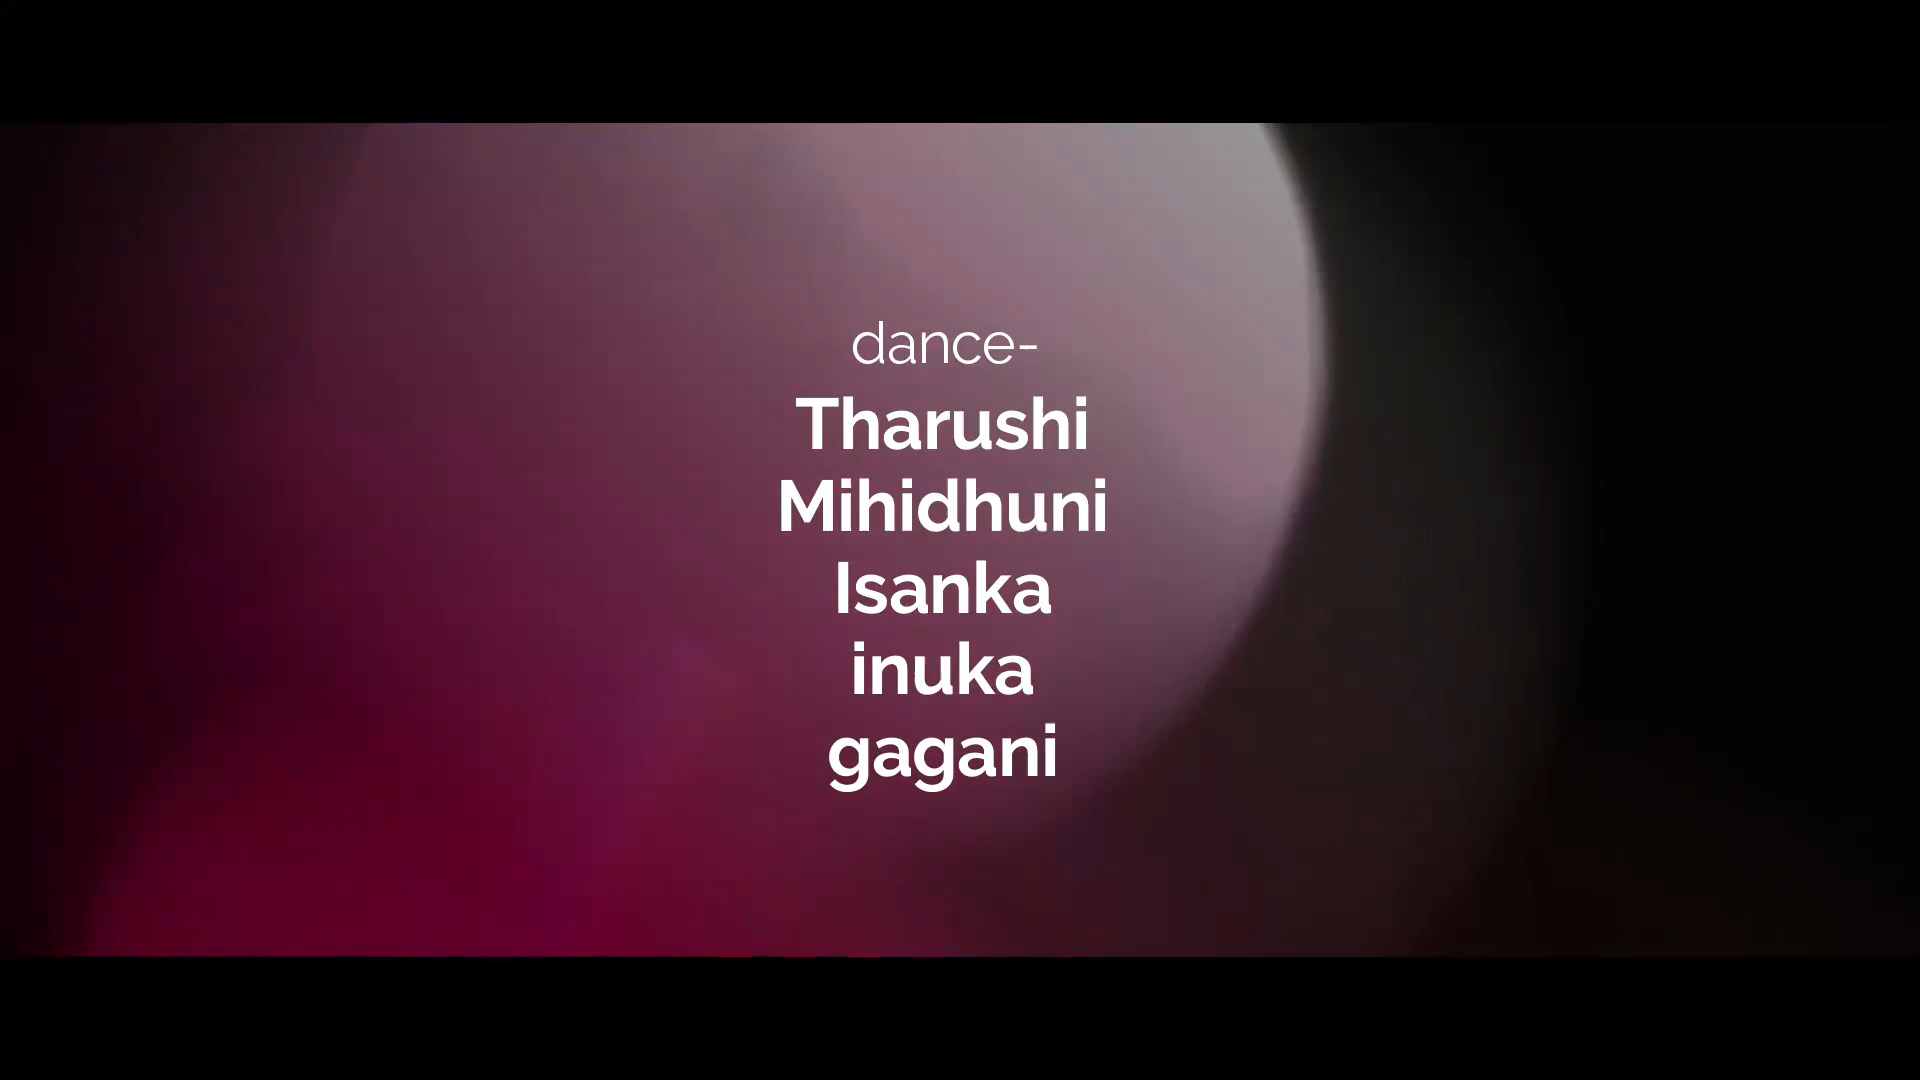 dance-
Tharushi
Mihidhuni
Isanka
inuka
gagani